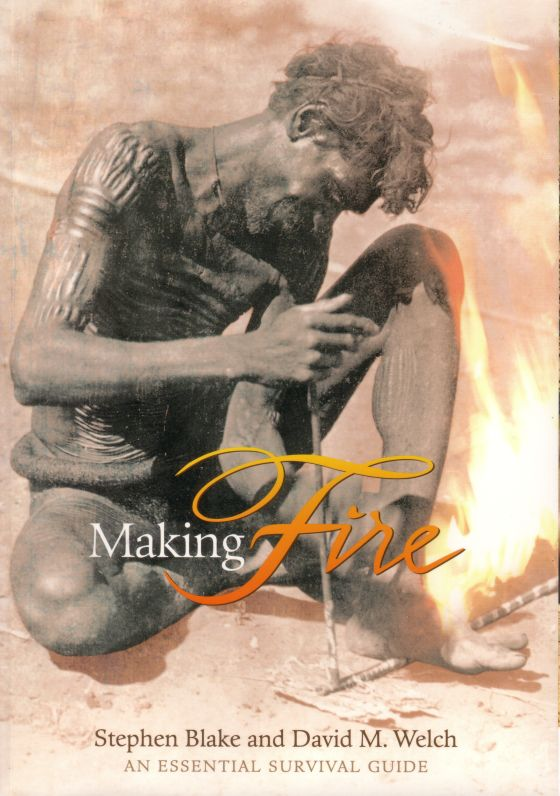 Making Fire
Stephen Blake and David M. Welch
AN ESSENTIAL SURVIVAL GUIDE